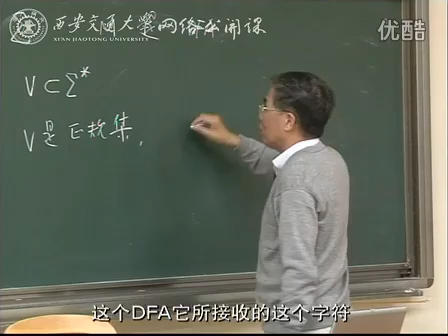 西安交通大学网络公开课
XI'AN JIAOTONG UNIVERSITY
优酷
V ⊂ Σ*
V是正规集,
这个DFA它所接收的这个字符